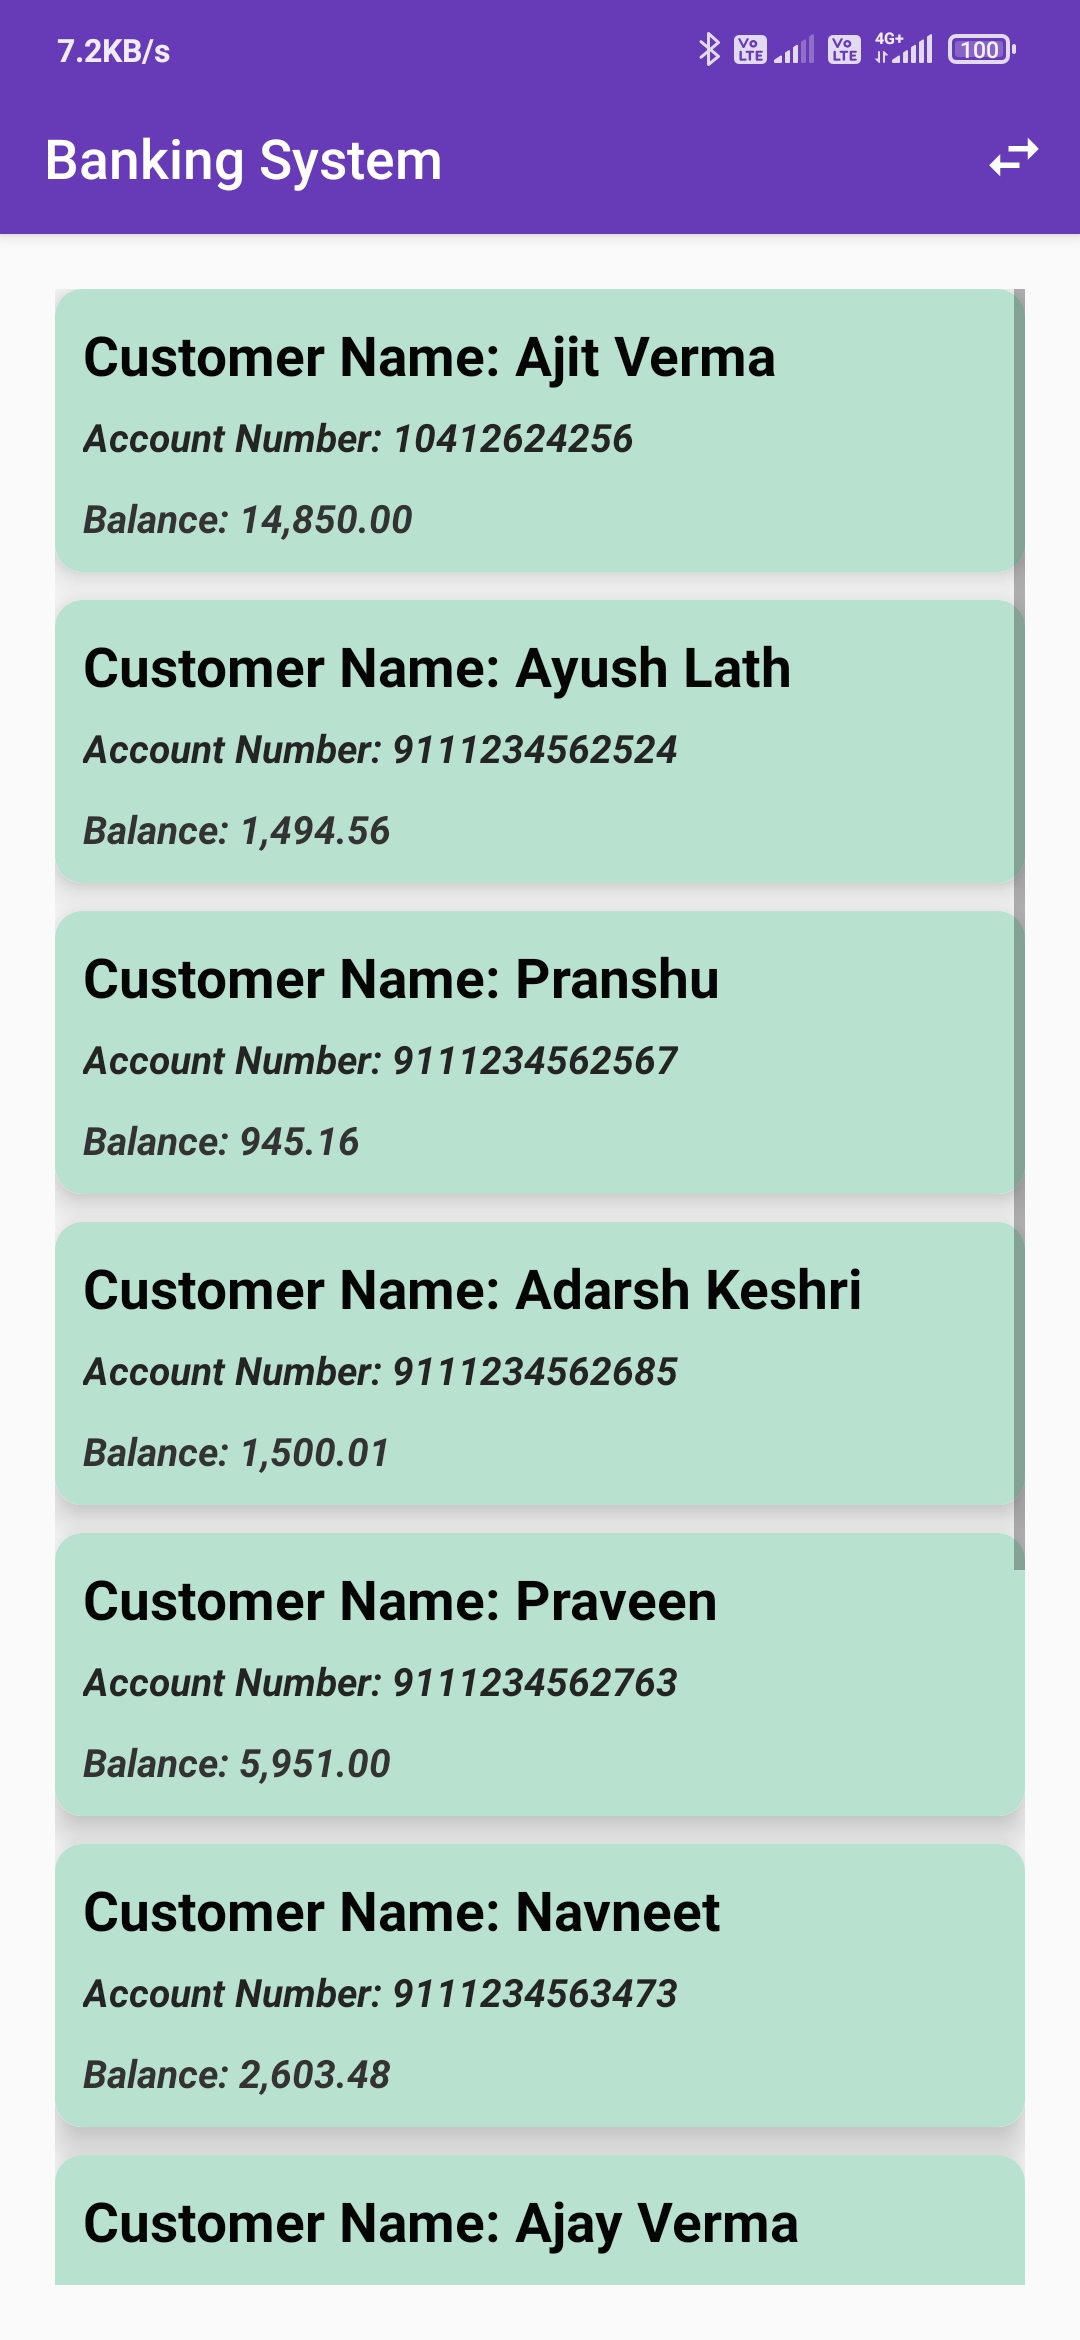 7.2KB/s Vo LTE Vo LTE 4G+ 100
Banking System
Customer Name: Ajit Verma
Account Number: 10412624256
Balance: 14,850.00
Customer Name: Ayush Lath
Account Number: 9111234562524
Balance: 1,494.56
Customer Name: Pranshu
Account Number: 9111234562567
Balance: 945.16
Customer Name: Adarsh Keshri
Account Number: 9111234562685
Balance: 1,500.01
Customer Name: Praveen
Account Number: 9111234562763
Balance: 5,951.00
Customer Name: Navneet
Account Number: 9111234563473
Balance: 2,603.48
Customer Name: Ajay Verma